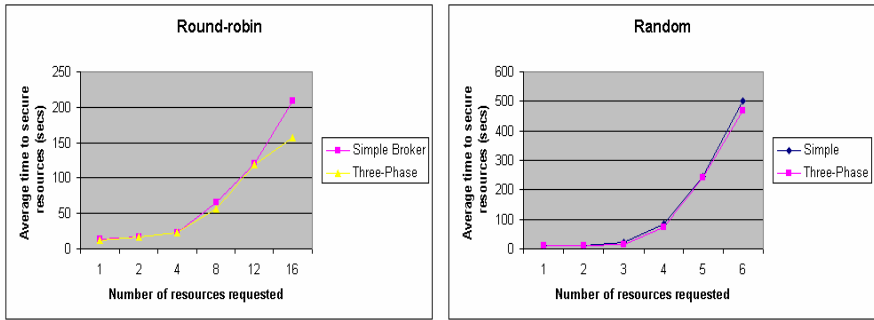 Round-robin
Average time to secure
resources (secs)
250
200
150
100
50
0
1 2 4 8 12 16
Number of resources requested
Simple Broker
Three-Phase
Random
Average time to secure
resources (secs)
600
500
400
300
200
100
0
1 2 3 4 5 6
Number of resources requested
Simple
Three-Phase